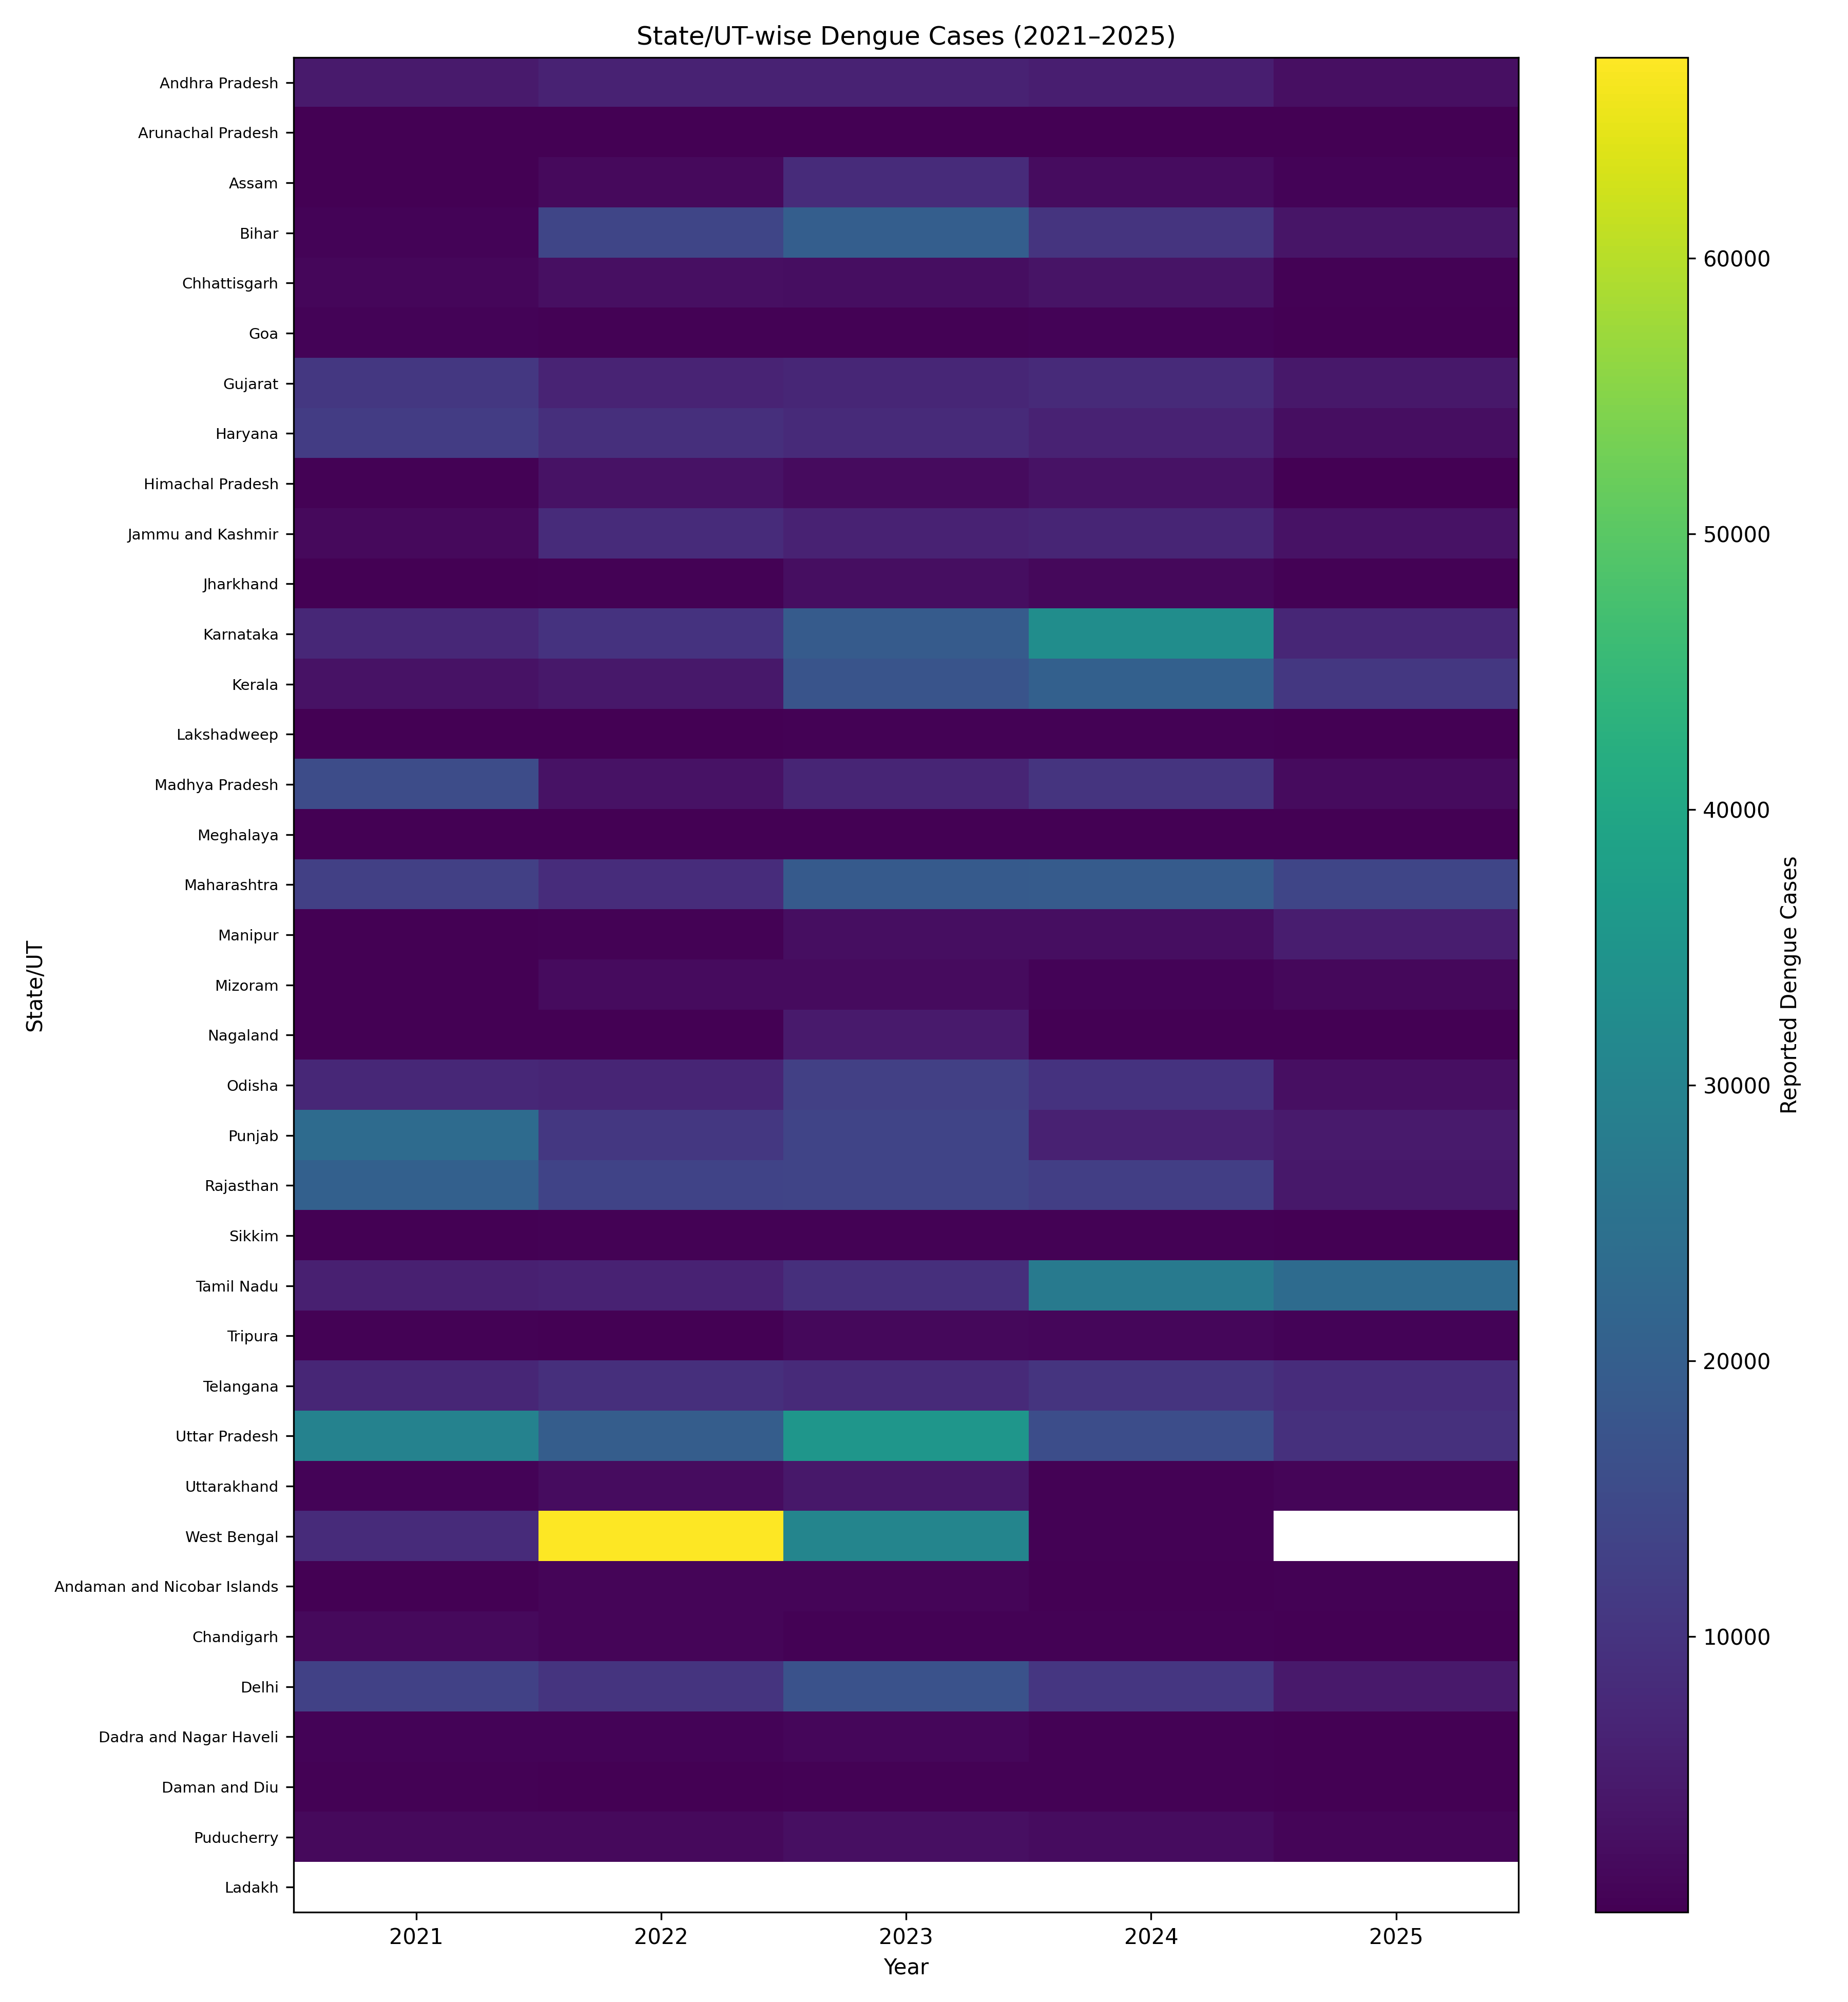 State/UT-wise Dengue Cases (2021–2025)
State/UT
Andhra Pradesh
Arunachal Pradesh
Assam
Bihar
Chhattisgarh
Goa
Gujarat
Haryana
Himachal Pradesh
Jammu and Kashmir
Jharkhand
Karnataka
Kerala
Lakshadweep
Madhya Pradesh
Meghalaya
Maharashtra
Manipur
Mizoram
Nagaland
Odisha
Punjab
Rajasthan
Sikkim
Tamil Nadu
Tripura
Telangana
Uttar Pradesh
Uttarakhand
West Bengal
Andaman and Nicobar Islands
Chandigarh
Delhi
Dadra and Nagar Haveli
Daman and Diu
Puducherry
Ladakh
2021 2022 2023 2024 2025
Year
60000
50000
40000
30000
20000
10000
Reported Dengue Cases